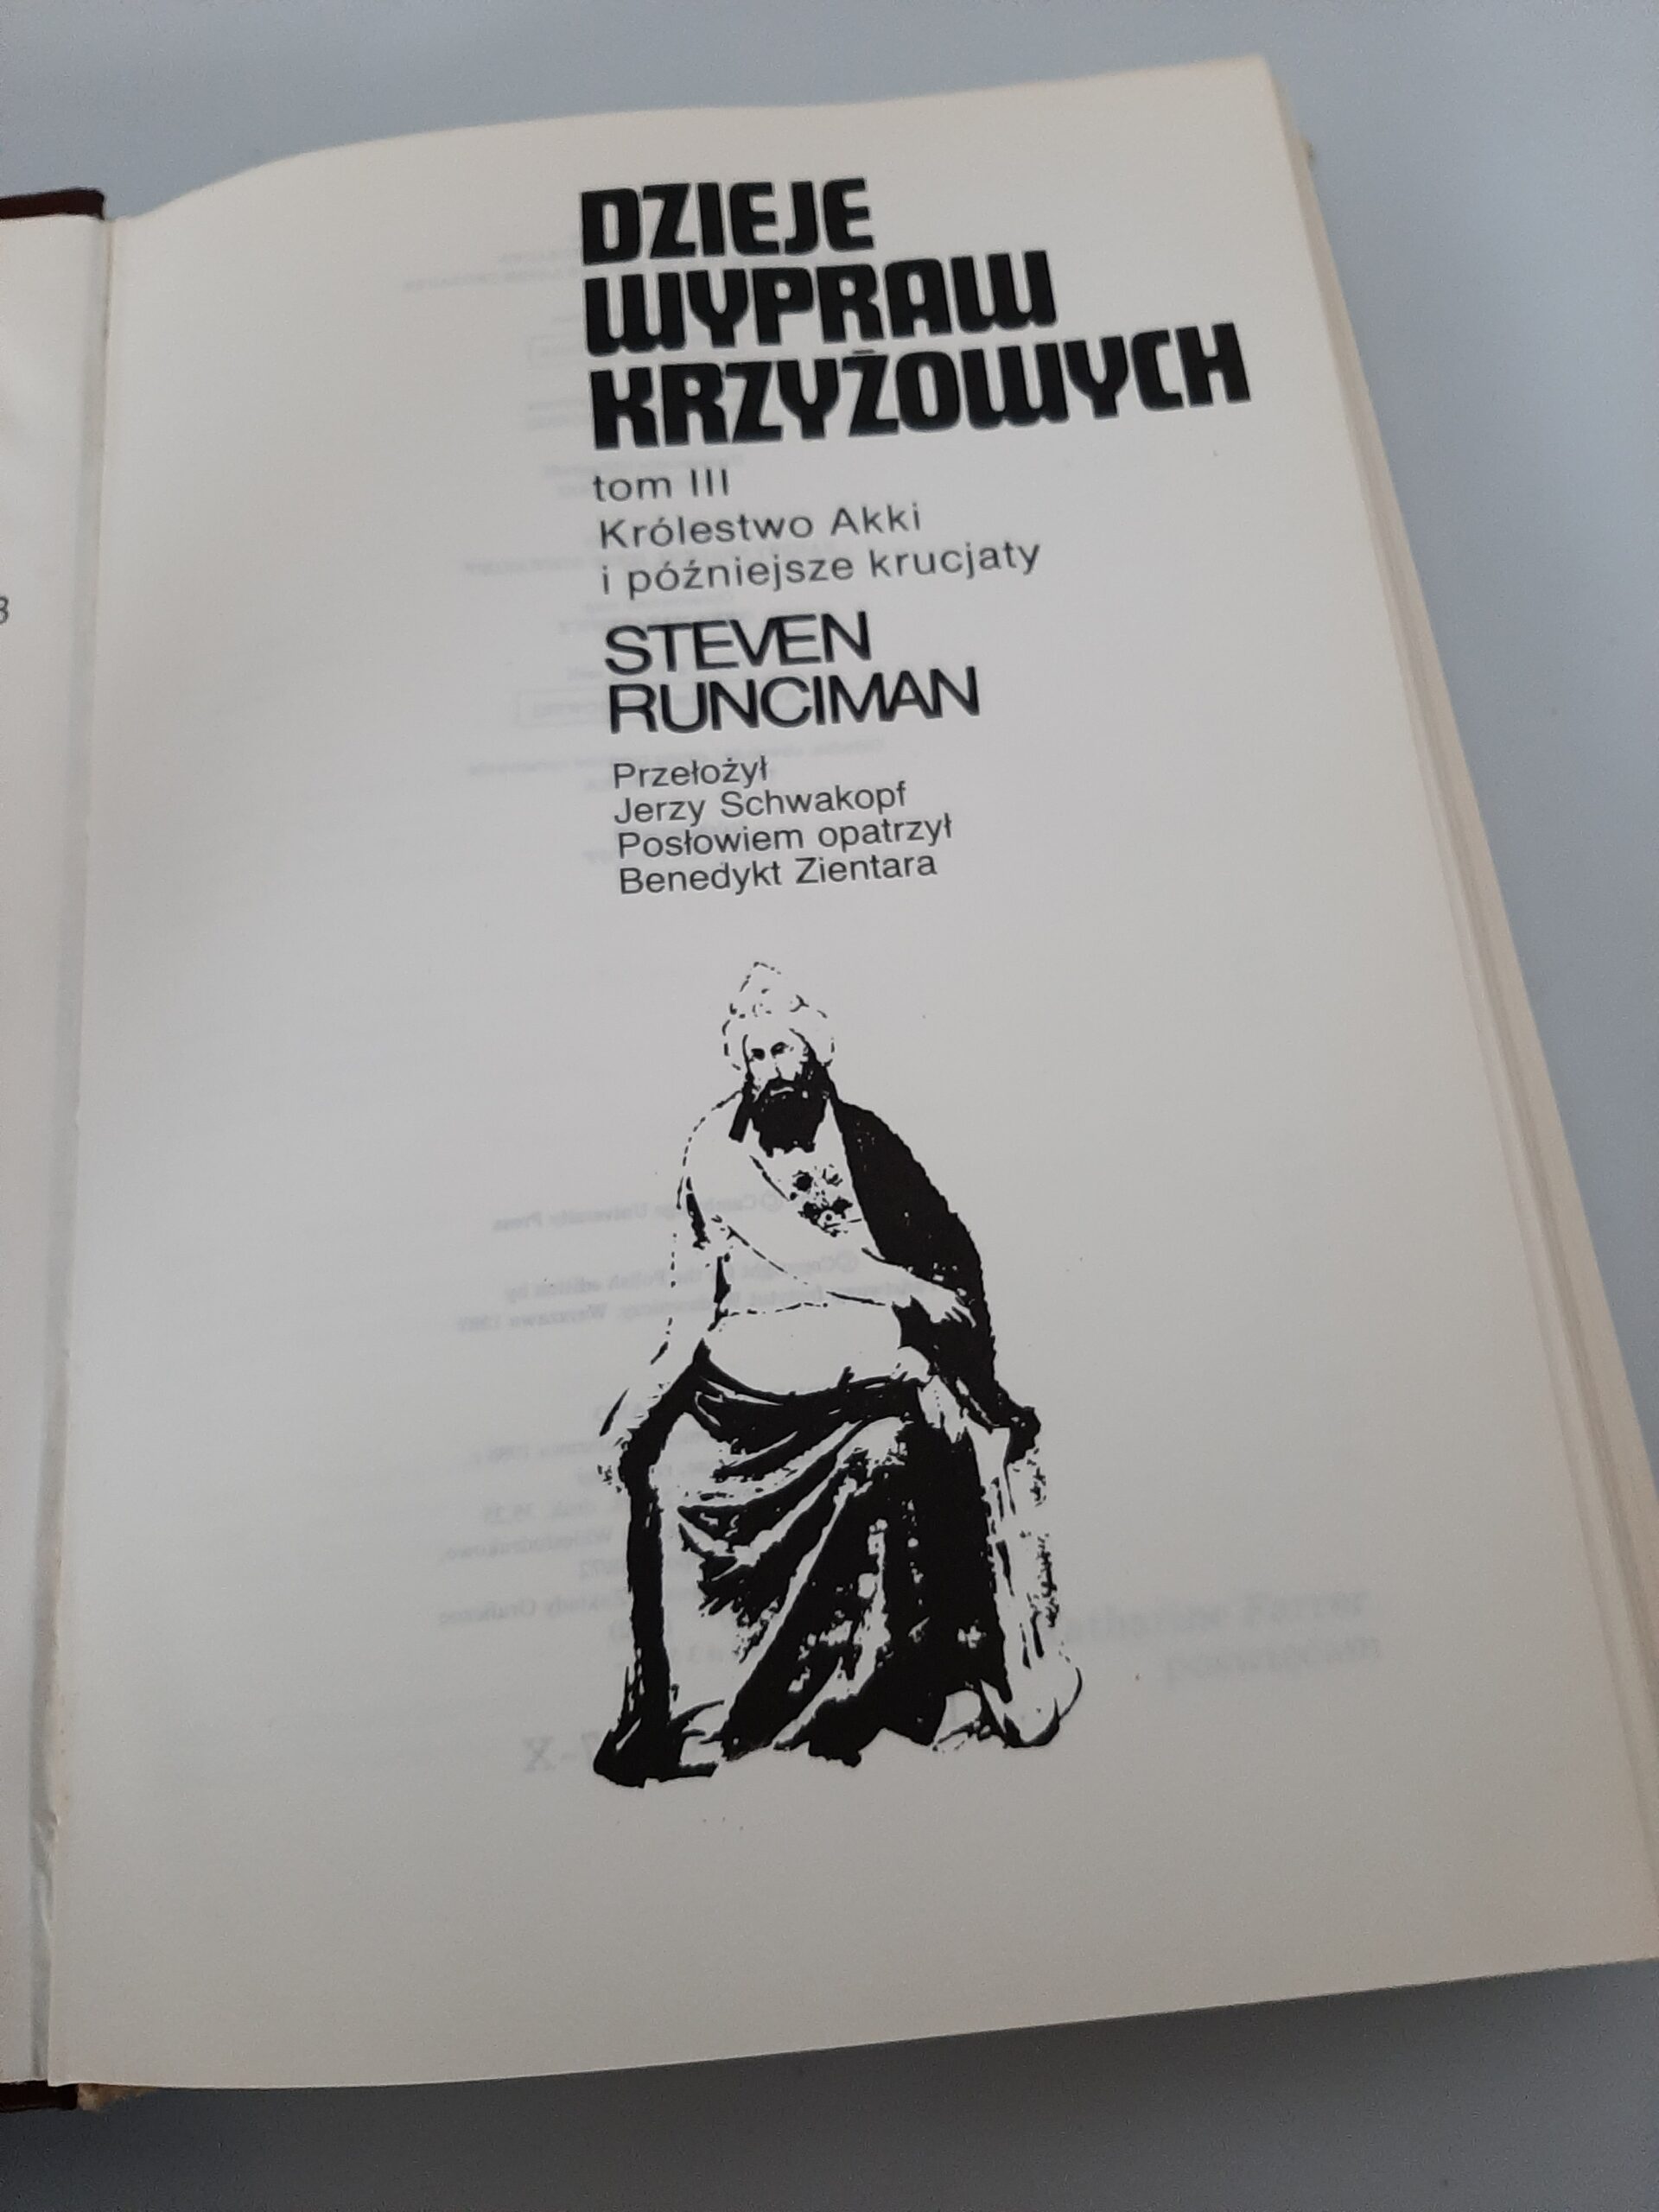 DZIEJE
WYPRAW
KRZYŻOWYCH
tom III
Królestwo Akki
i późniejsze krucjaty
STEVEN
RUNCIMAN
Przełożył
Jerzy Schwakopf
Posłowiem opatrzył
Benedykt Zientara